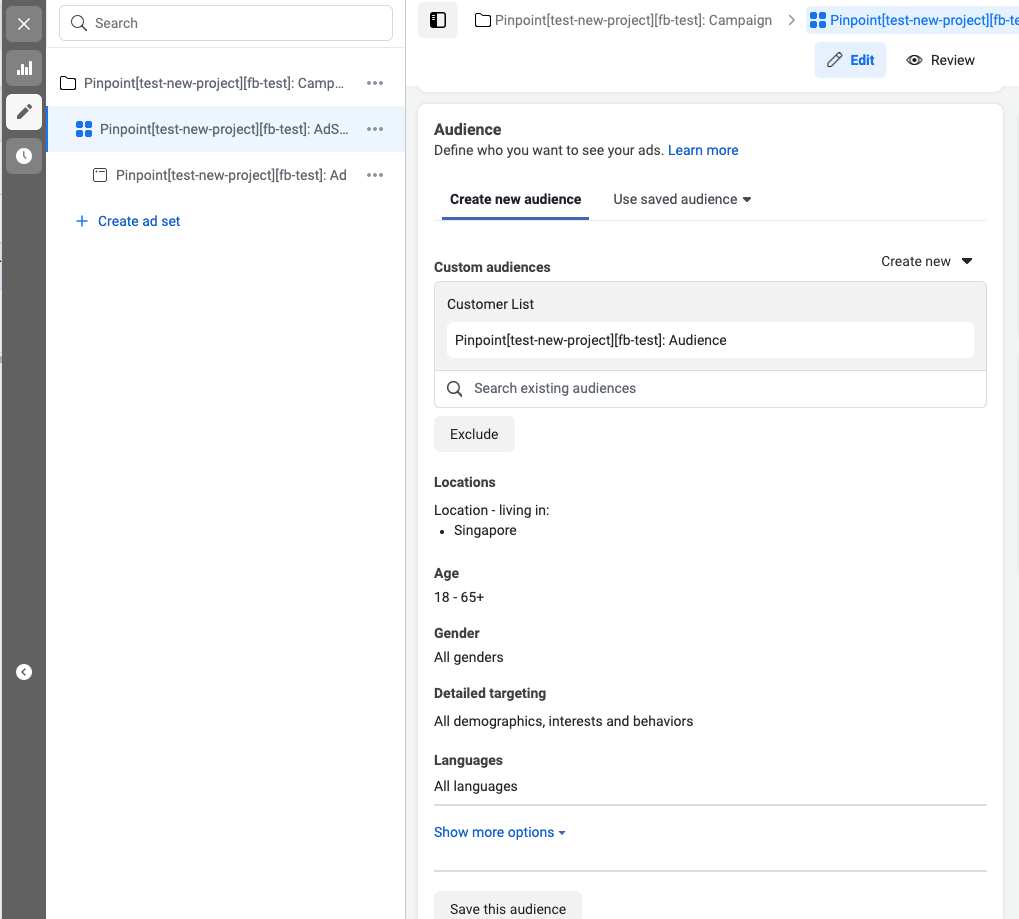 Search
Pinpoint[test-new-project][fb-test]: Camp...
Pinpoint[test-new-project][fb-test]: AdS...
Pinpoint[test-new-project][fb-test]: Ad
Create ad set
Pinpoint[test-new-project][fb-test]: Campaign
Pinpoint[test-new-project][fb-te
Edit
Review
Audience
Define who you want to see your ads. Learn more
Create new audience
Use saved audience
Custom audiences
Create new
Customer List
Pinpoint[test-new-project][fb-test]: Audience
Search existing audiences
Exclude
Locations
Location - living in:
• Singapore
Age
18 - 65+
Gender
All genders
Detailed targeting
All demographics, interests and behaviors
Languages
All languages
Show more options
Save this audience